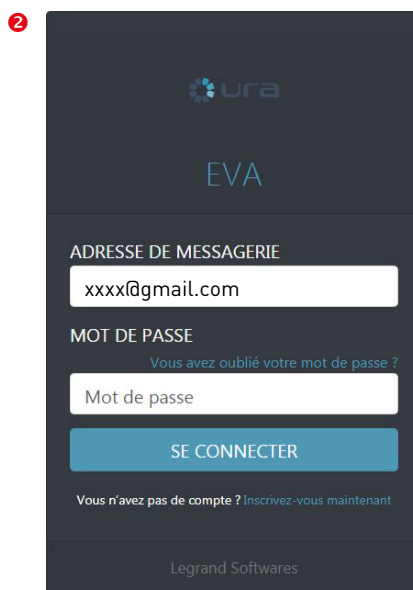 2
ura
EVA
ADRESSE DE MESSAGERIE
xxxx@gmail.com
MOT DE PASSE
Vous avez oublié votre mot de passe ?
Mot de passe
SE CONNECTER
Vous n'avez pas de compte ? Inscrivez-vous maintenant
Legrand Softwares